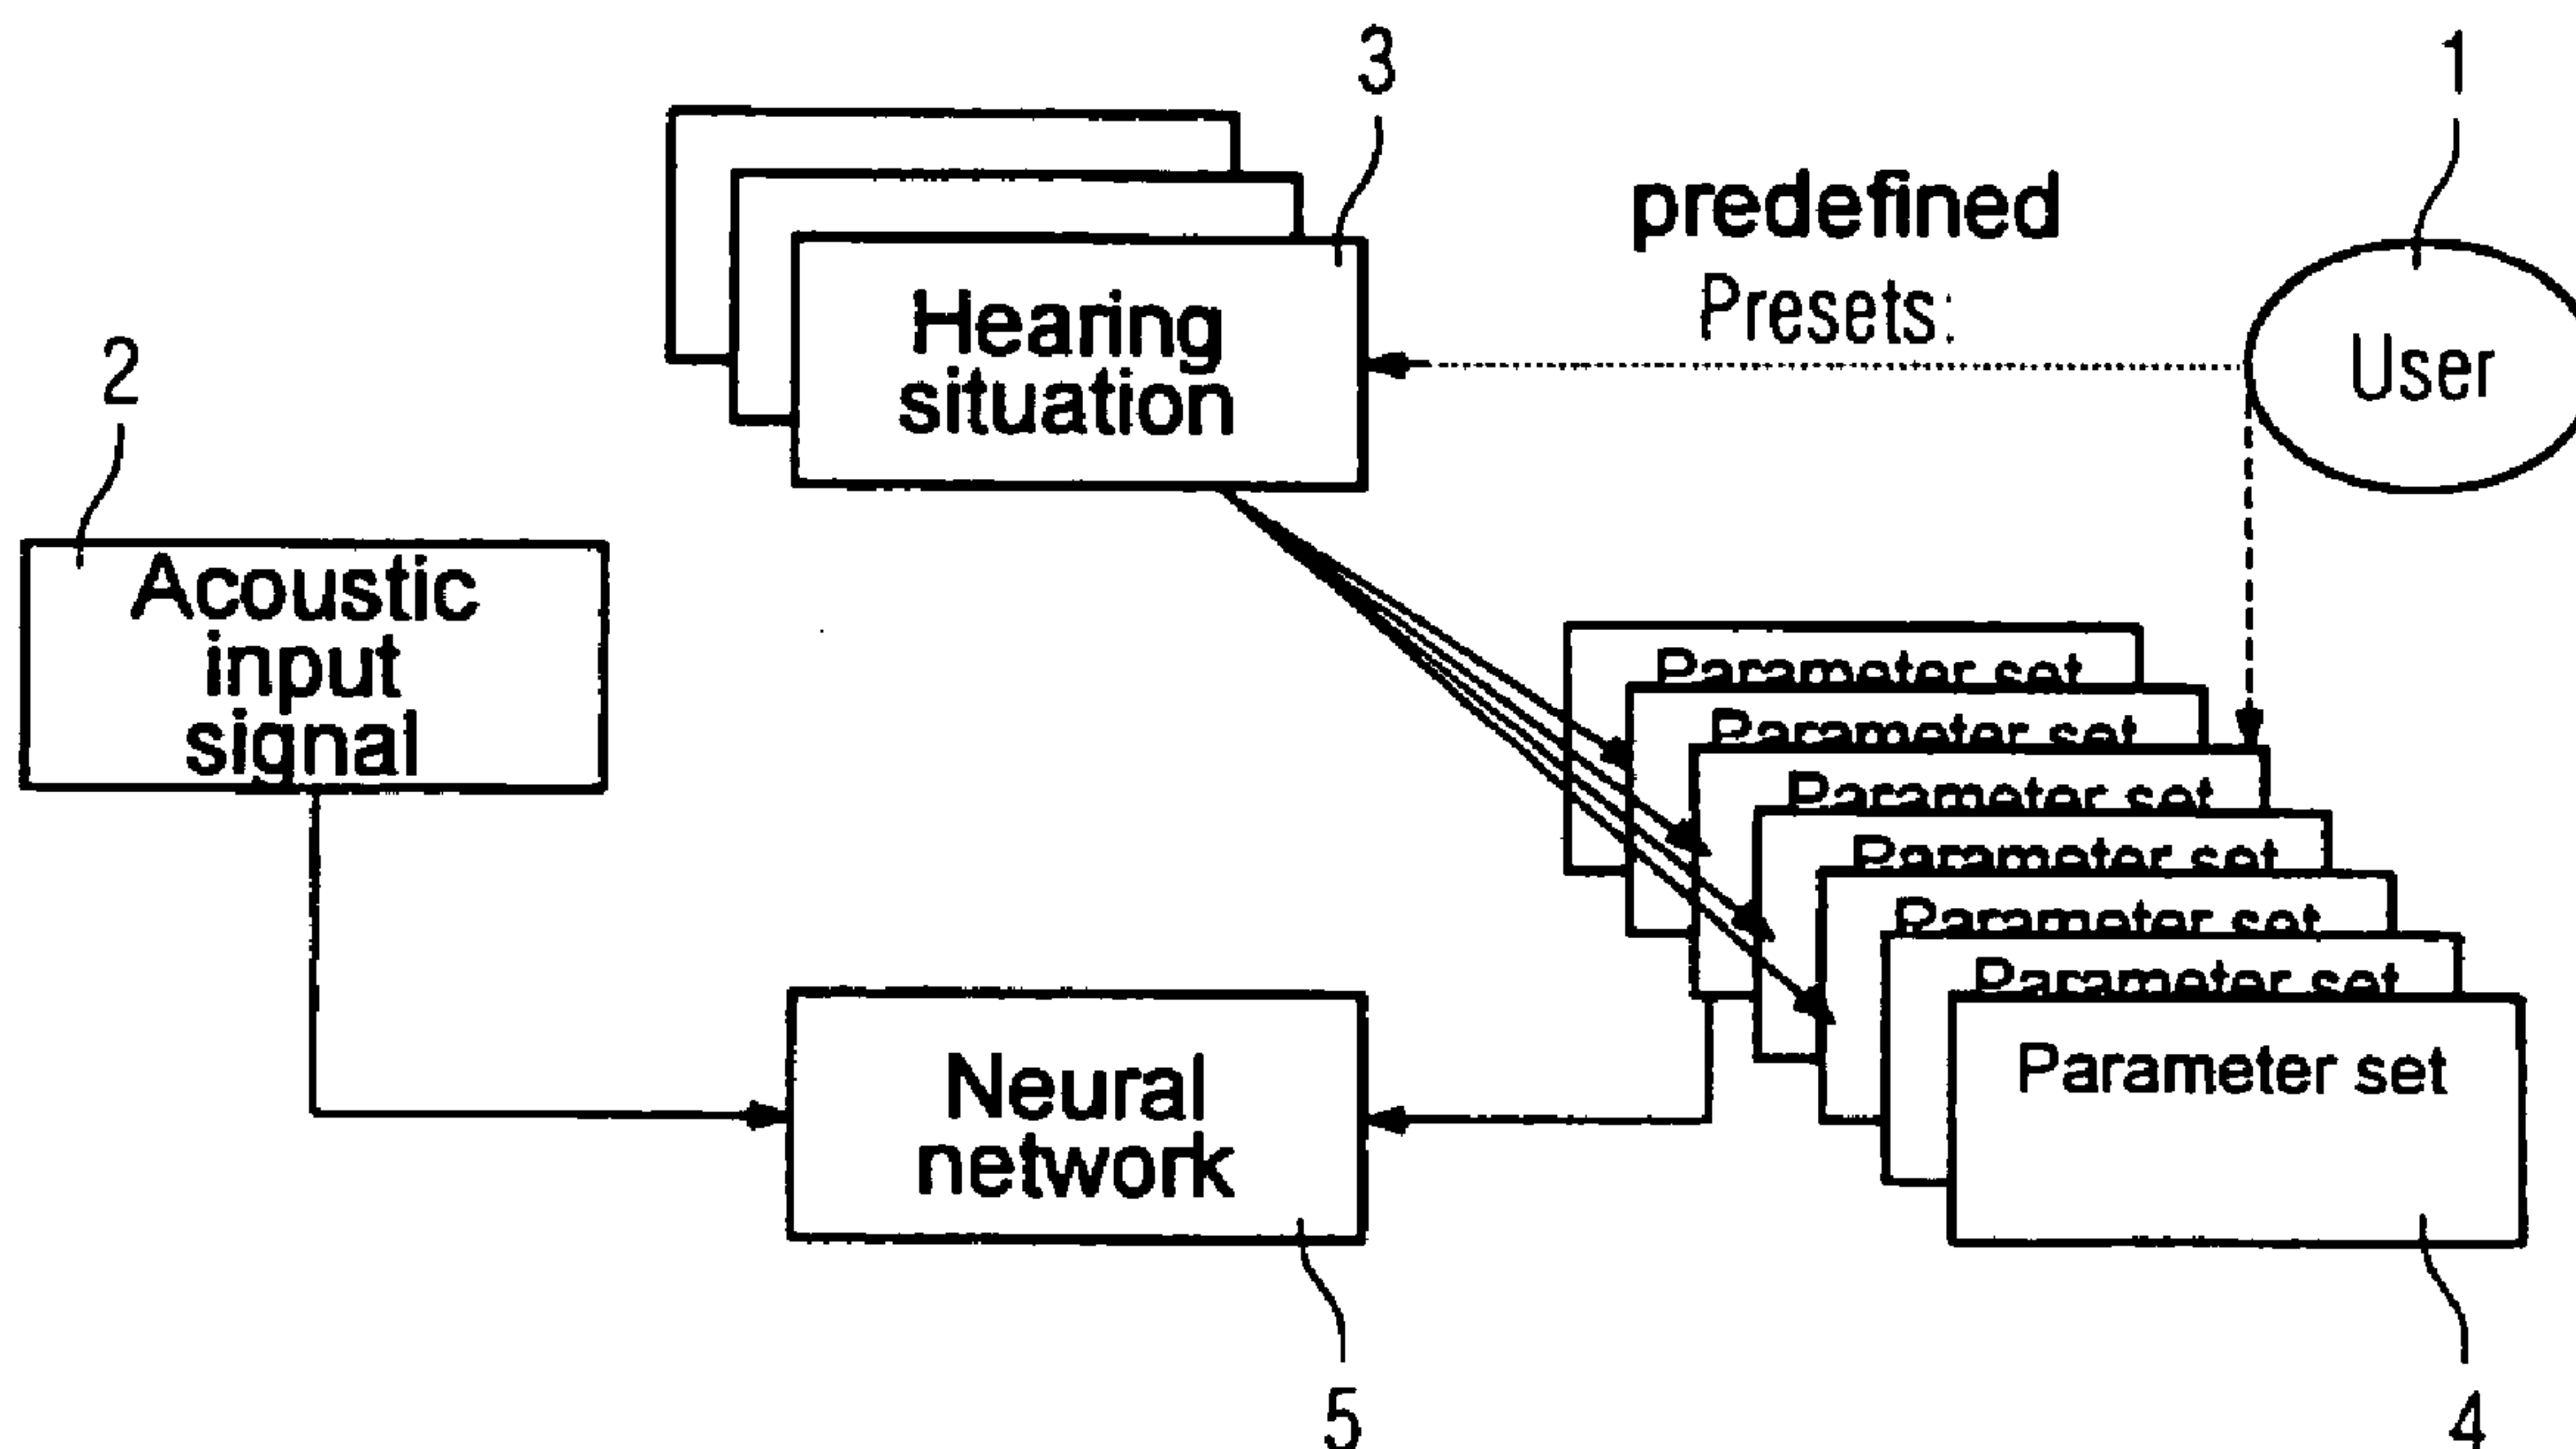 3
1
predefined
Presets:
Hearing
situation
User
2
Acoustic
input
signal
Parameter set
Parameter set
Parameter set
Parameter set
Parameter set
Parameter set
Parameter set
Neural
network
5
4